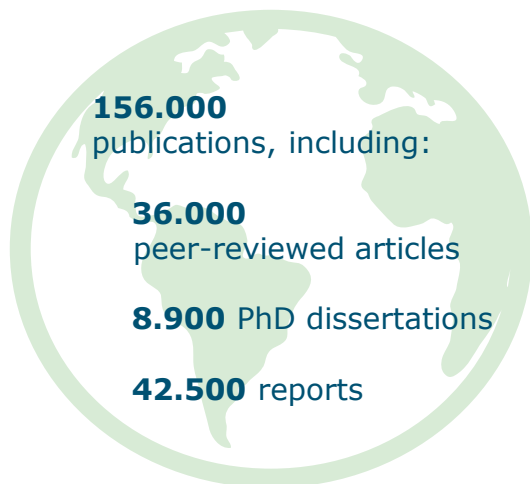 156.000
publications, including:
36.000
peer-reviewed articles
8.900 PhD dissertations
42.500 reports